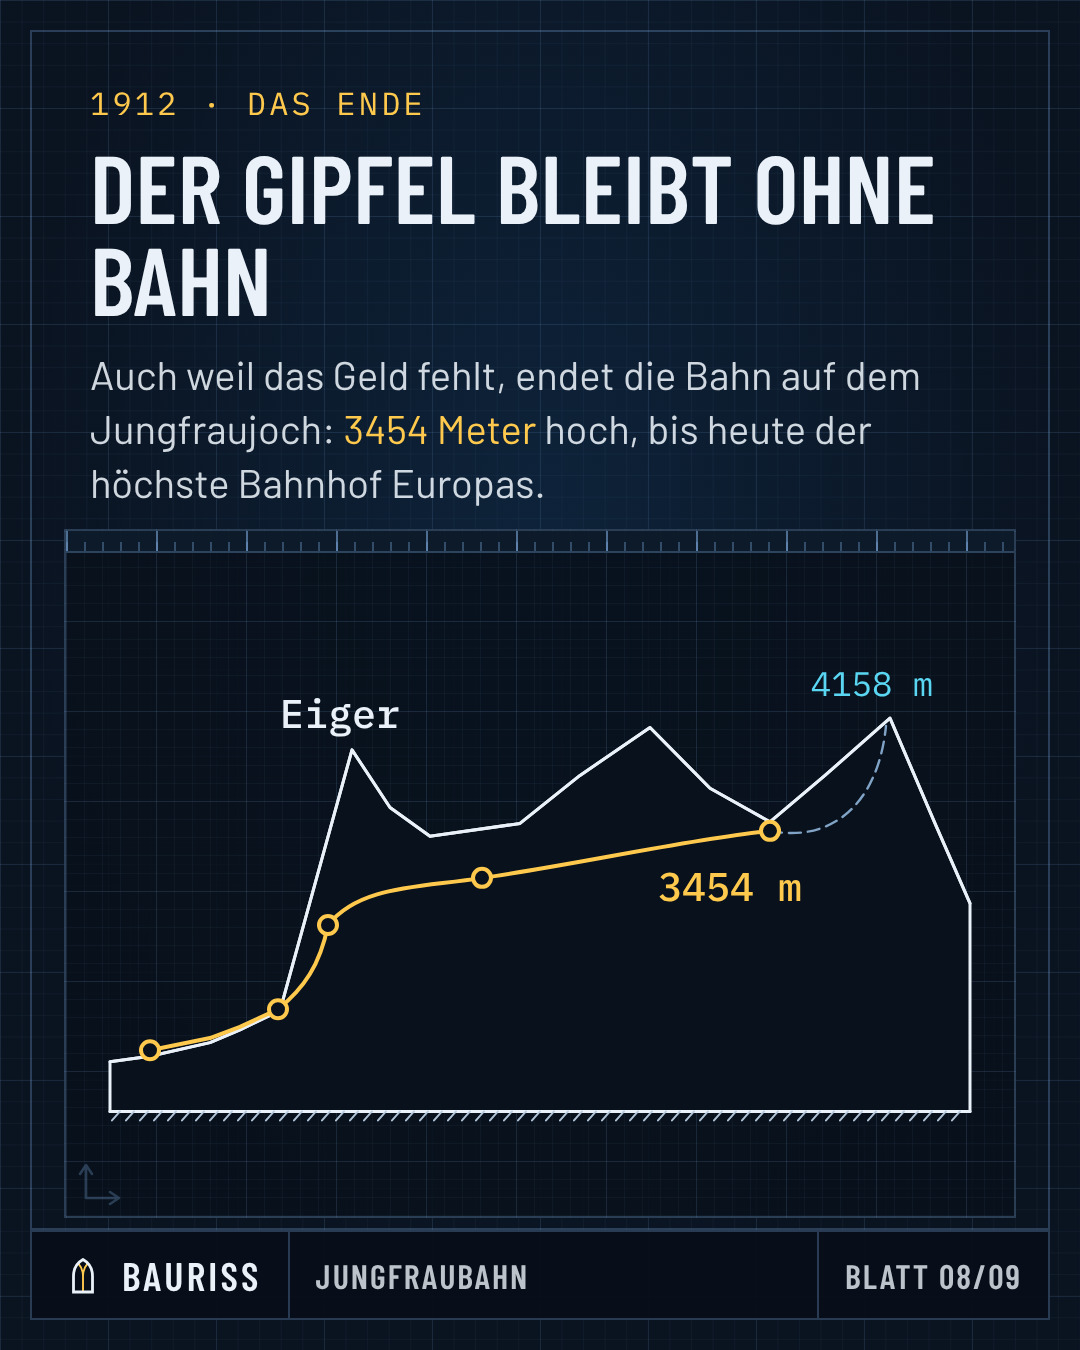 1912 · DAS ENDE
DER GIPFEL BLEIBT OHNE
BAHN
Auch weil das Geld fehlt, endet die Bahn auf dem
Jungfraujoch: 3454 Meter hoch, bis heute der
höchste Bahnhof Europas.
4158 m
Eiger
3454 m
BAURISS
JUNGFRAUBAHN
BLATT 08/09